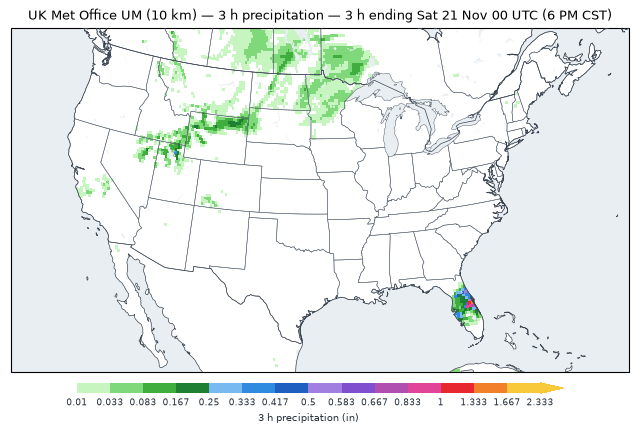 UK Met Office UM (10 km) — 3 h precipitation — 3 h ending Sat 21 Nov 00 UTC (6 PM CST)
0.01 0.033 0.083 0.167 0.25 0.333 0.417 0.5 0.583 0.667 0.833 1 1.333 1.667 2.333
3 h precipitation (in)